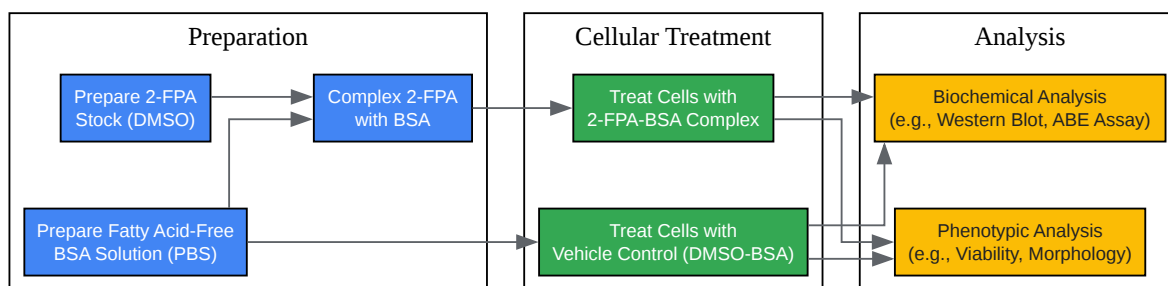 Preparation
Prepare 2-FPA
Stock (DMSO)
Complex 2-FPA
with BSA
Prepare Fatty Acid-Free
BSA Solution (PBS)
Cellular Treatment
Treat Cells with
2-FPA-BSA Complex
Treat Cells with
Vehicle Control (DMSO-BSA)
Analysis
Biochemical Analysis
(e.g., Western Blot, ABE Assay)
Phenotypic Analysis
(e.g., Viability, Morphology)